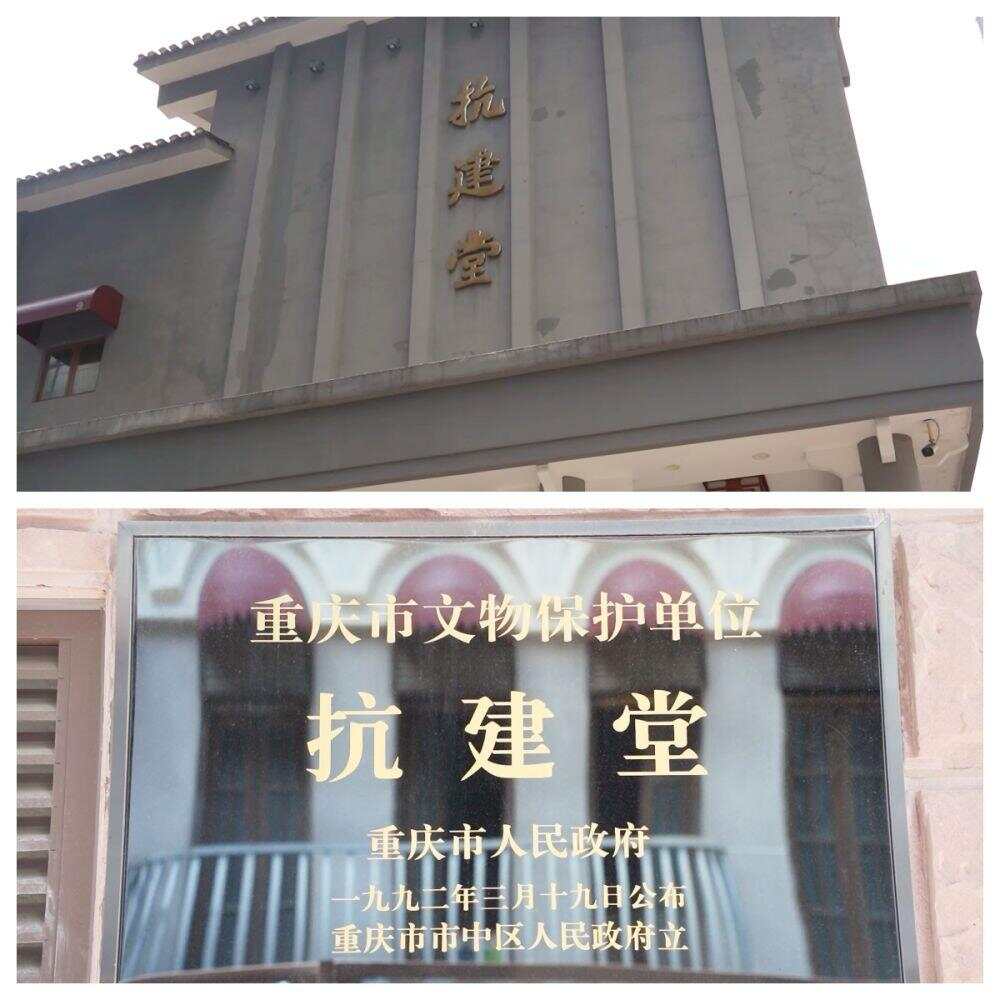 抗建堂
重庆市文物保护单位
抗建堂
重庆市人民政府
一九九二年三月十九日公布
重庆市市中区人民政府立